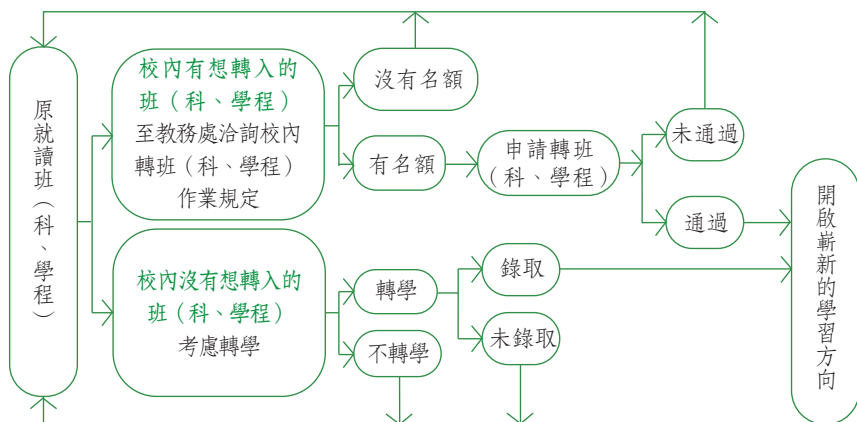 原就讀班（科、學程）
校內有想轉入的
班（科、學程）
至教務處洽詢校內
轉班（科、學程）
作業規定
沒有名額
有名額
申請轉班
（科、學程）
未通過
通過
校內沒有想轉入的
班（科、學程）
考慮轉學
轉學
不轉學
錄取
未錄取
開啟嶄新的學習方向